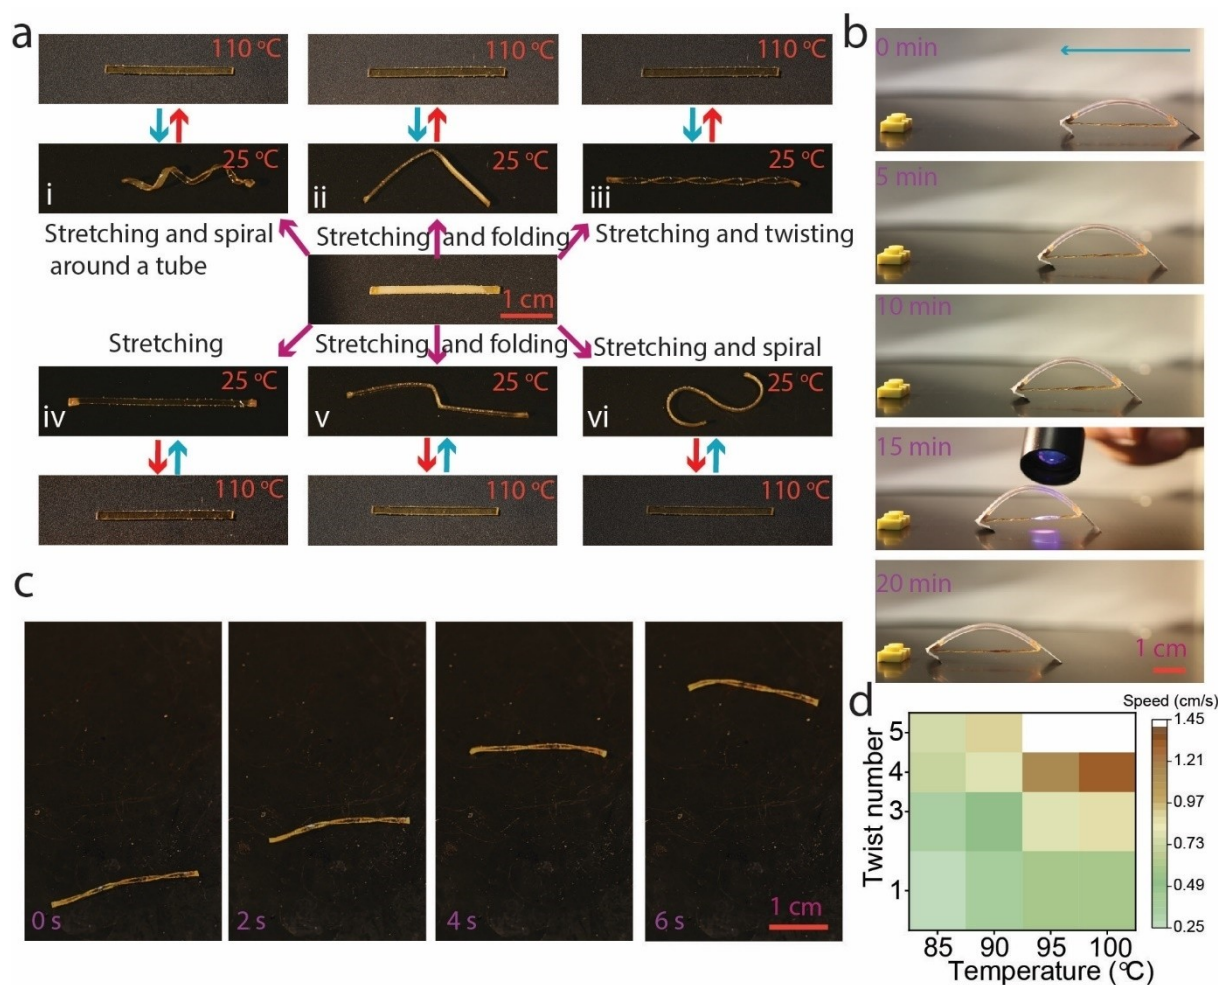 a
110 °C
110 °C
110 °C
i
25 °C
ii
25 °C
iii
25 °C
Stretching and spiral
around a tube
Stretching and folding
Stretching and twisting
1 cm
Stretching
Stretching and folding
Stretching and spiral
iv
25 °C
v
25 °C
vi
25 °C
110 °C
110 °C
110 °C
b
0 min
5 min
10 min
15 min
20 min
1 cm
c
0 s
2 s
4 s
6 s
1 cm
d
Speed (cm/s)
1.45
1.21
0.97
0.73
0.49
0.25
Twist number
5
4
3
1
85 90 95 100
Temperature (°C)